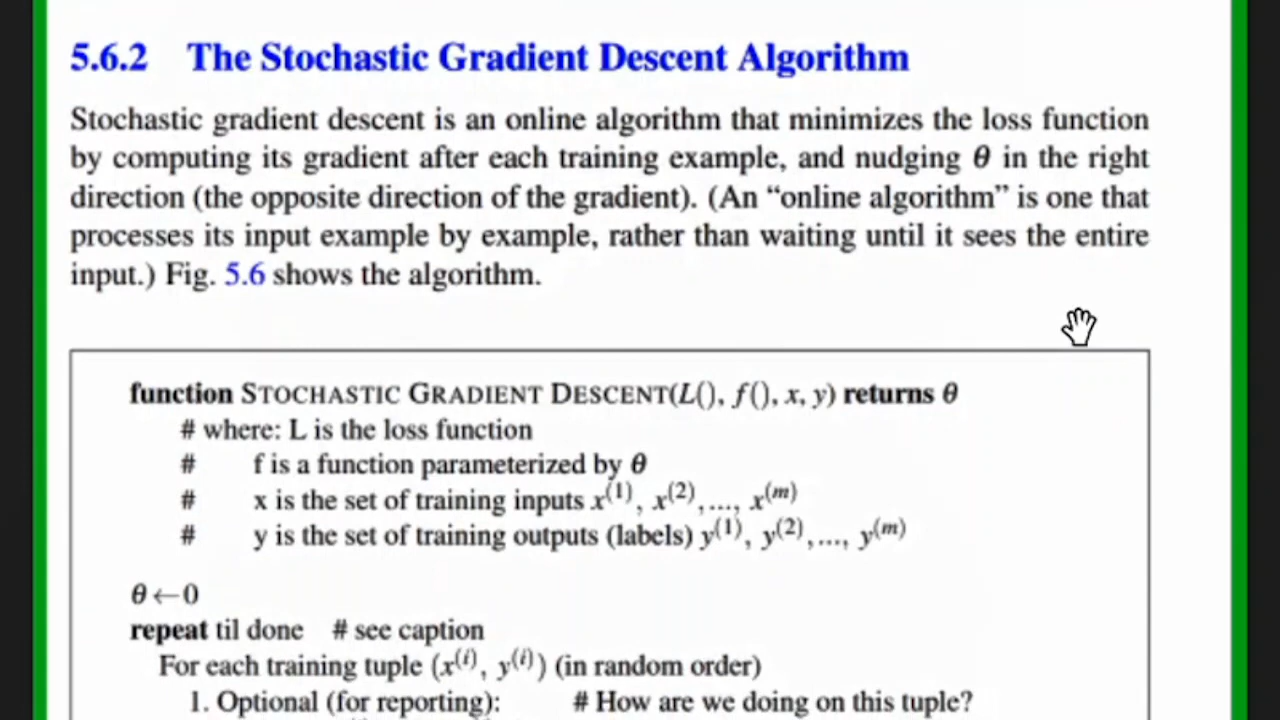 5.6.2 The Stochastic Gradient Descent Algorithm
Stochastic gradient descent is an online algorithm that minimizes the loss function
by computing its gradient after each training example, and nudging θ in the right
direction (the opposite direction of the gradient). (An “online algorithm” is one that
processes its input example by example, rather than waiting until it sees the entire
input.) Fig. 5.6 shows the algorithm.
function STOCHASTIC GRADIENT DESCENT(L(), f(), x, y) returns θ
# where: L is the loss function
# f is a function parameterized by θ
# x is the set of training inputs x^(1), x^(2), ..., x^(m)
# y is the set of training outputs (labels) y^(1), y^(2), ..., y^(m)
θ←0
repeat til done # see caption
For each training tuple (x^(i), y^(i)) (in random order)
1. Optional (for reporting): # How are we doing on this tuple?